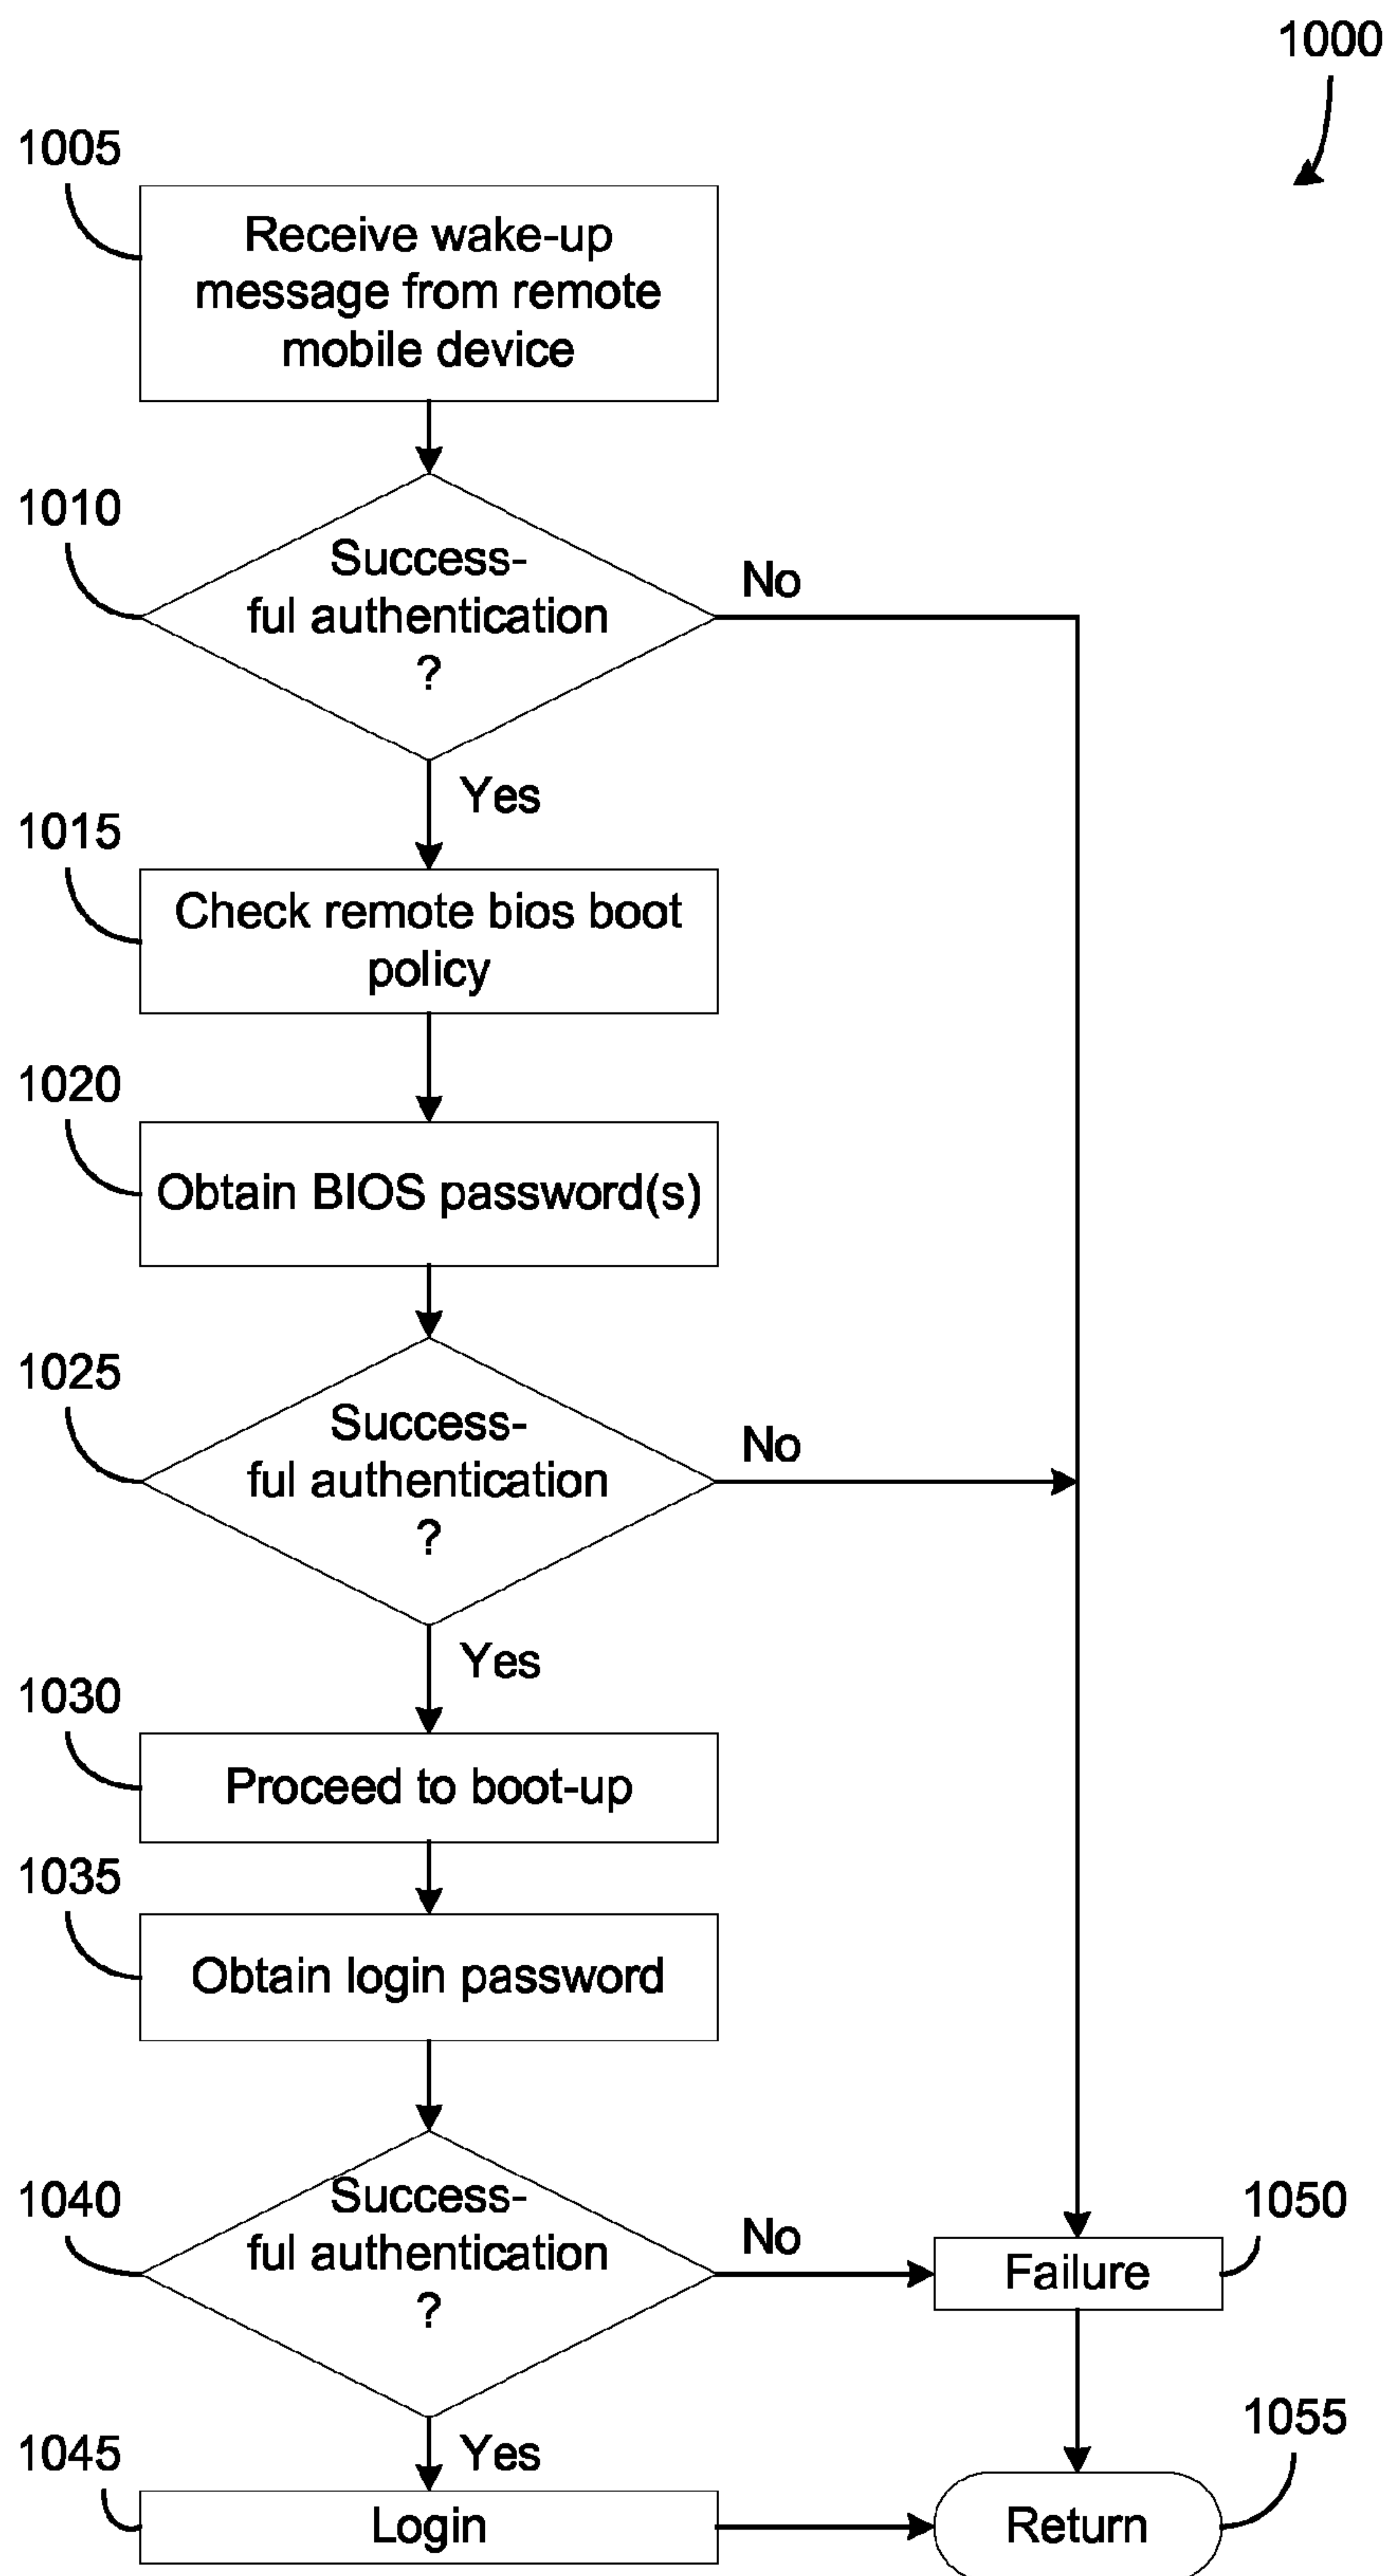 1000
1005
Receive wake-up
message from remote
mobile device
1010
Success-
ful authentication
?
No
Yes
1015
Check remote bios boot
policy
1020
Obtain BIOS password(s)
1025
Success-
ful authentication
?
No
Yes
1030
Proceed to boot-up
1035
Obtain login password
1040
Success-
ful authentication
?
No
1050
Failure
Yes
1045
Login
1055
Return